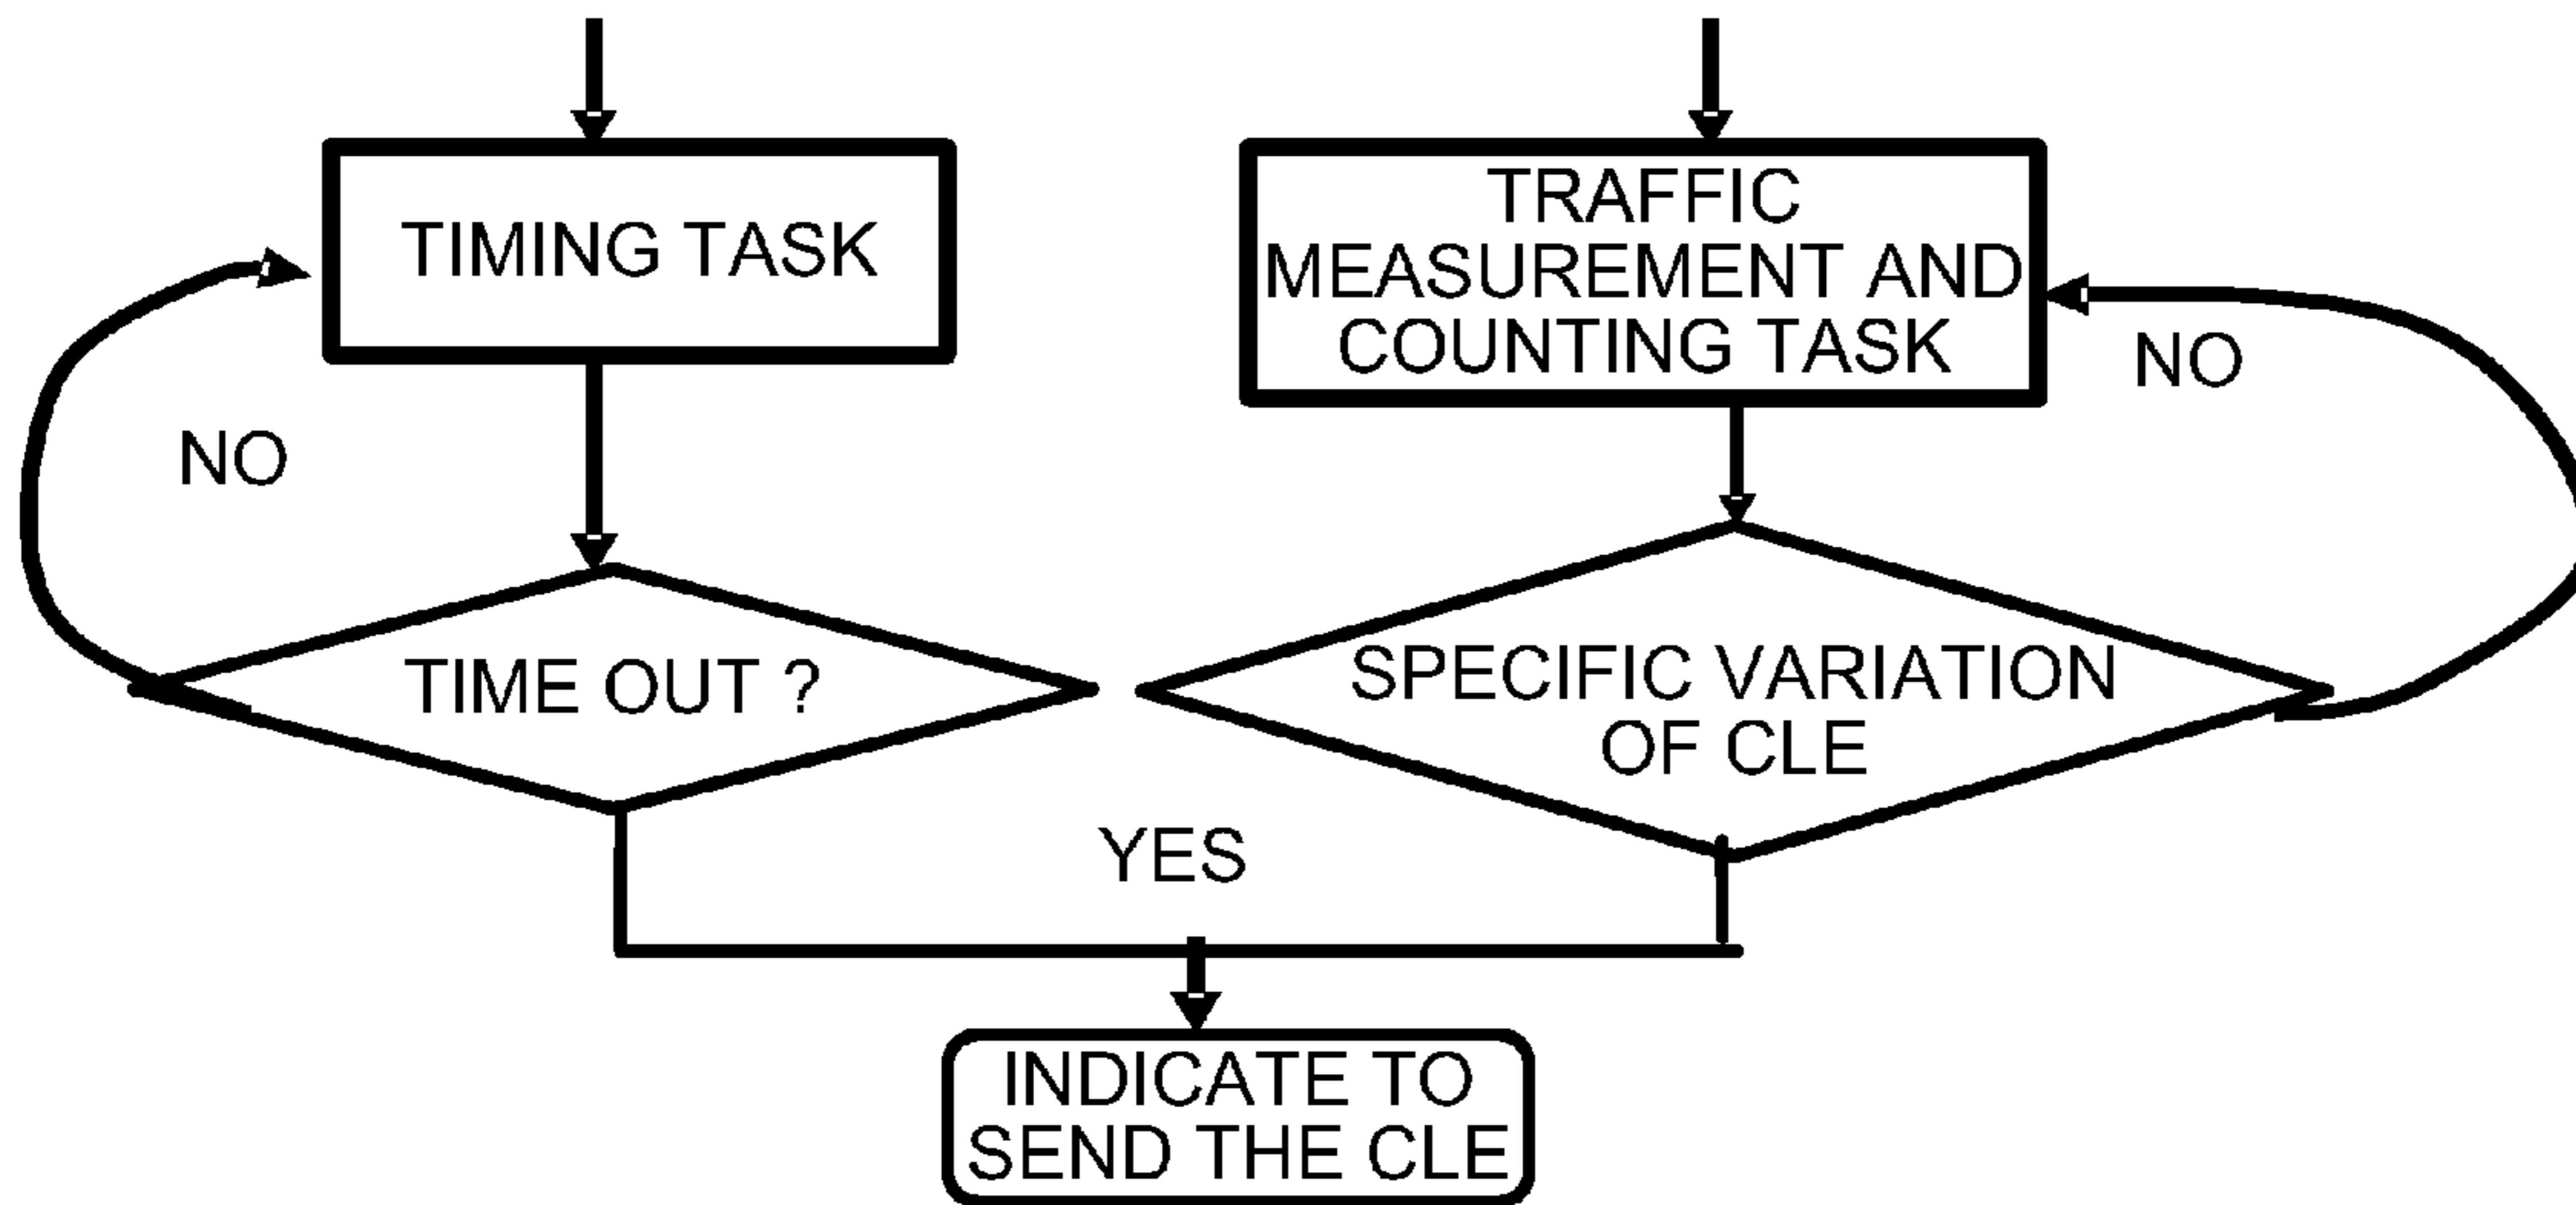 TIMING TASK
TRAFFIC
MEASUREMENT AND
COUNTING TASK
NO
NO
TIME OUT ?
SPECIFIC VARIATION
OF CLE
YES
INDICATE TO
SEND THE CLE